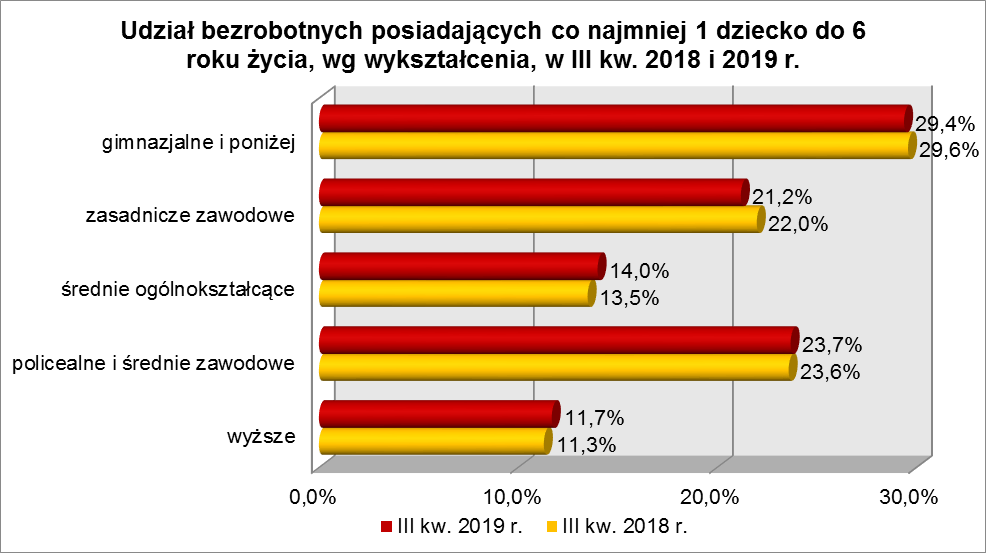 Udział bezrobotnych posiadających co najmniej 1 dziecko do 6
roku życia, wg wykształcenia, w III kw. 2018 i 2019 r.
gimnazjalne i poniżej
29,4%
29,6%
zasadnicze zawodowe
21,2%
22,0%
średnie ogólnokształcące
14,0%
13,5%
policealne i średnie zawodowe
23,7%
23,6%
wyższe
11,7%
11,3%
0,0% 10,0% 20,0% 30,0%
III kw. 2019 r. III kw. 2018 r.